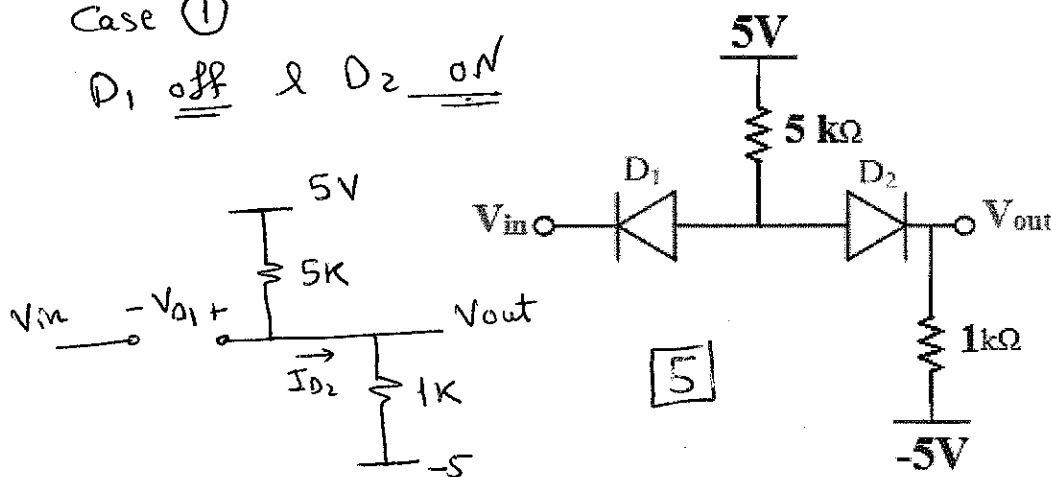 Case ①
D₁ off & D₂ ON
5V
5K
Vin - VD₁ + Vout
ID₂
1K
-5
5V
5 kΩ
D₁ D₂
Vin Vout
1kΩ
5
-5V